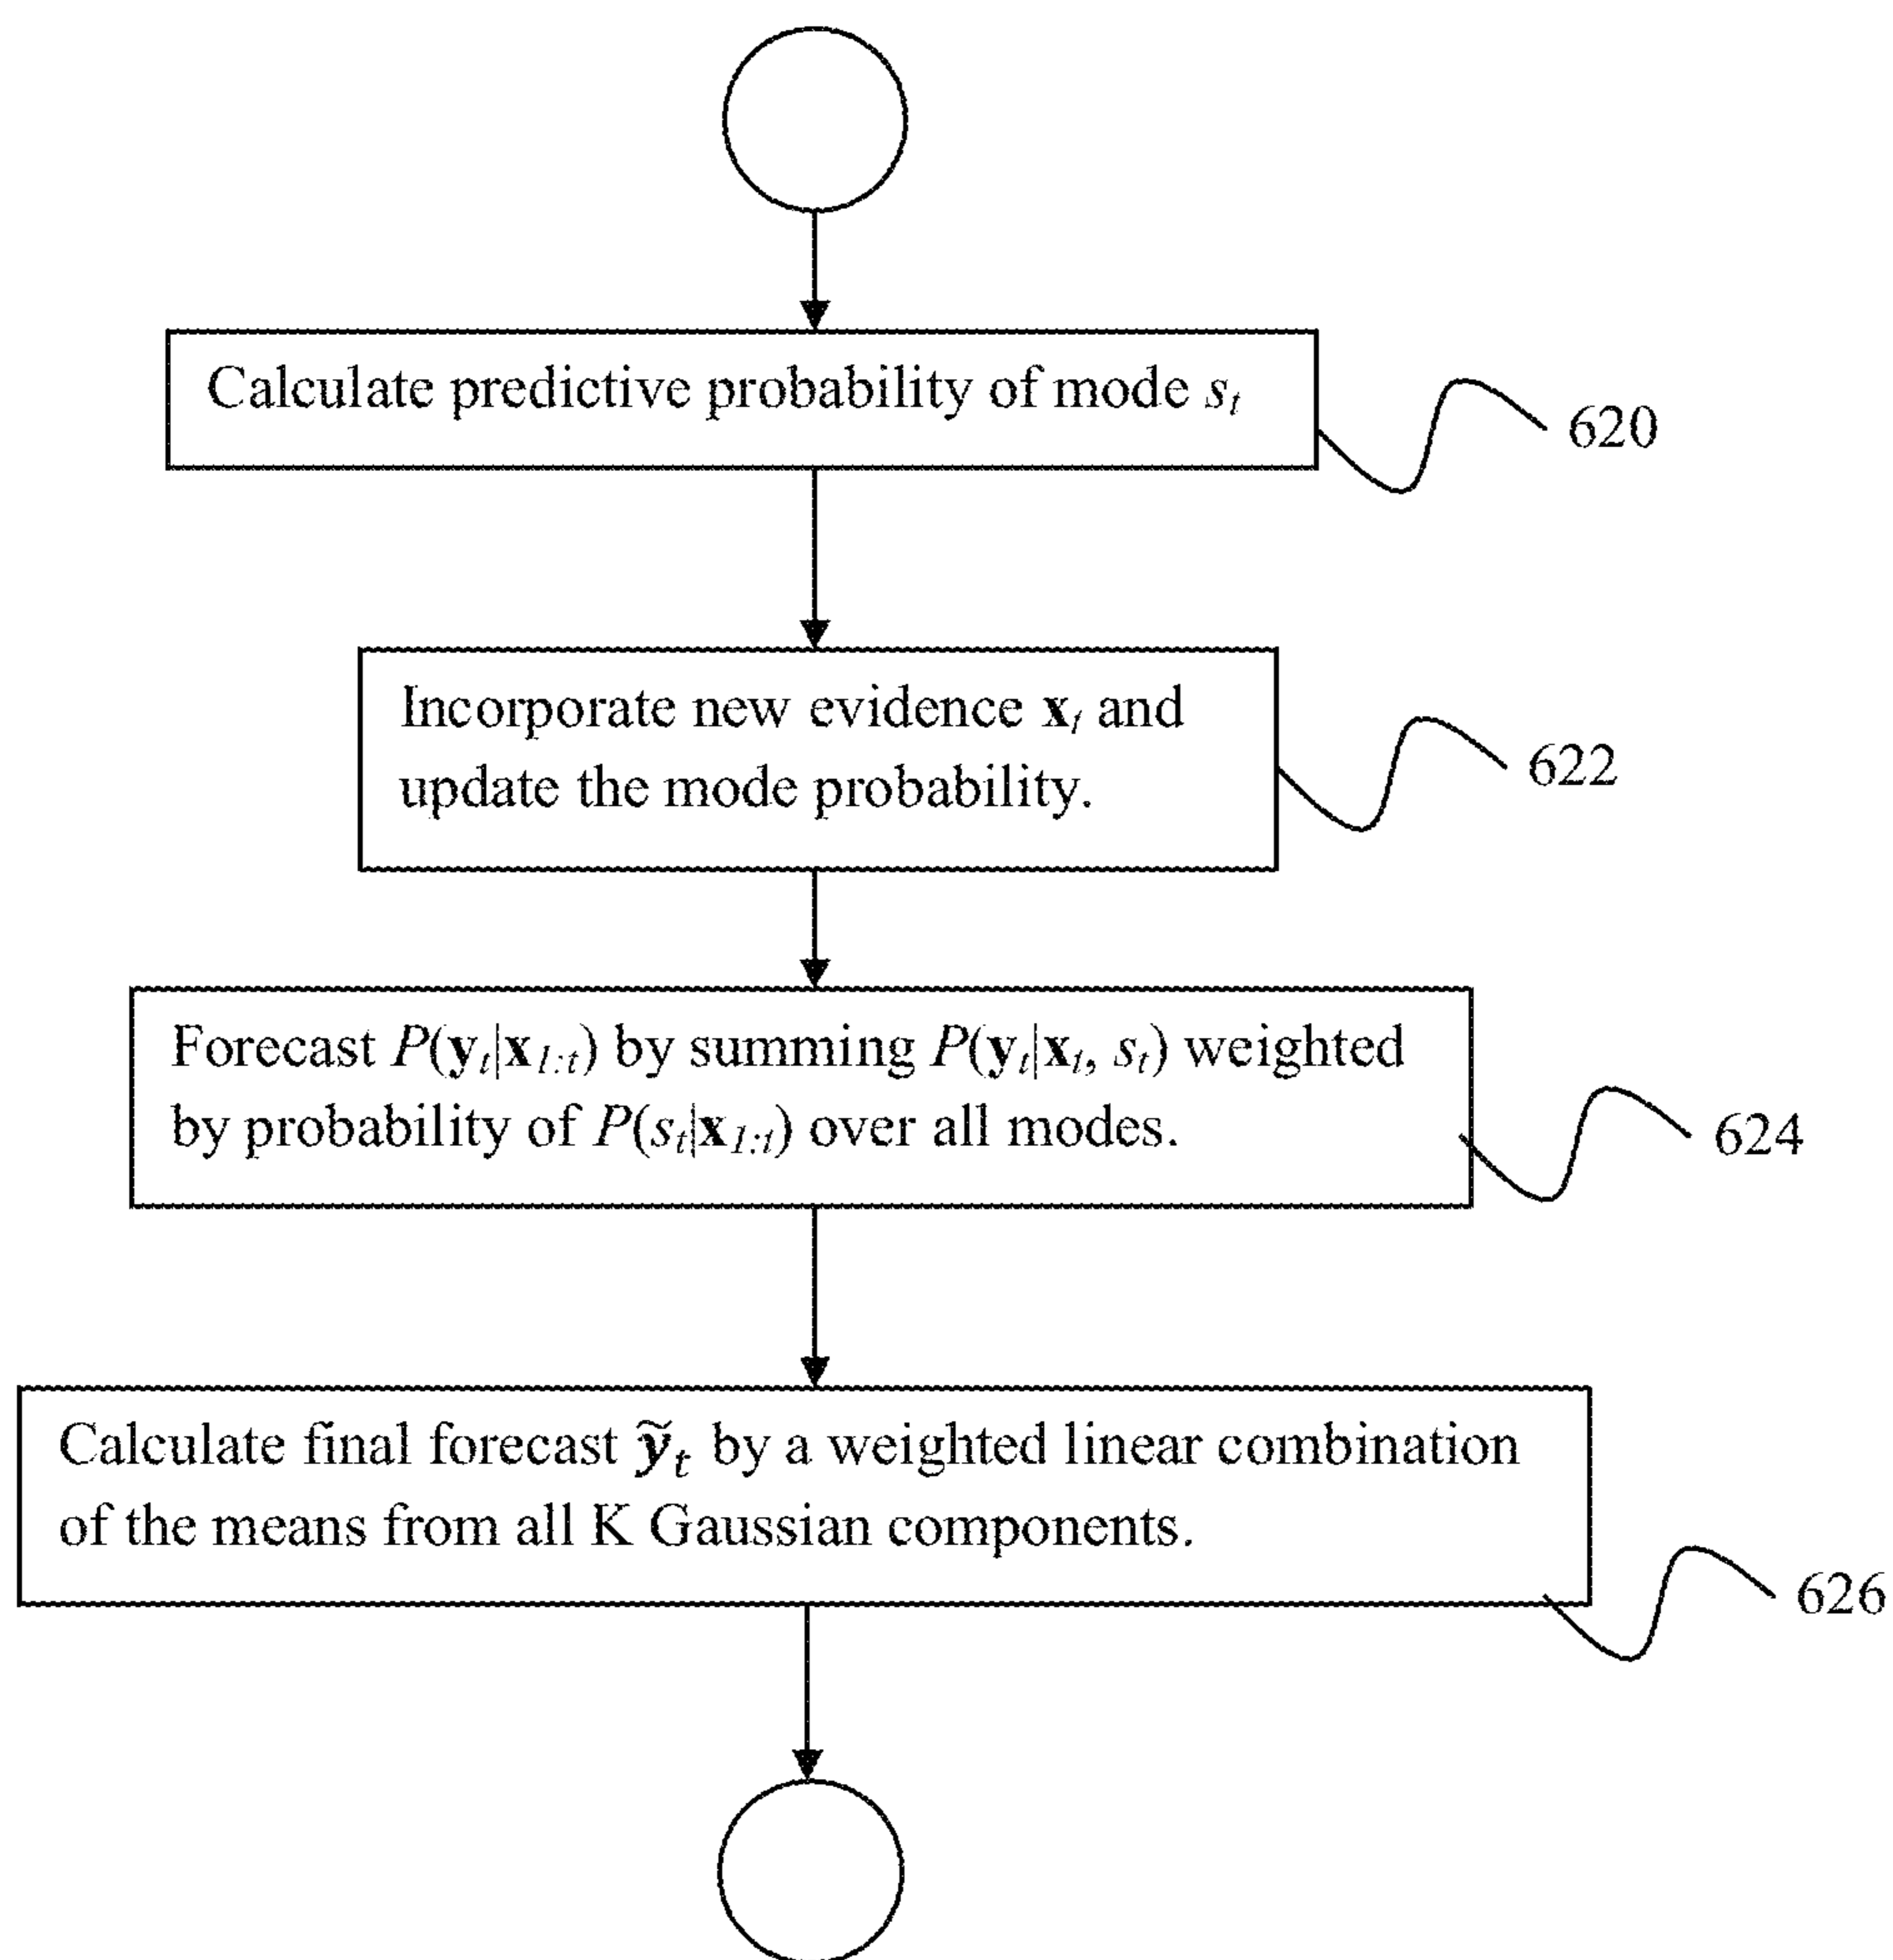 Calculate predictive probability of mode sₜ
620
Incorporate new evidence xₜ and
update the mode probability.
622
Forecast P(yₜ|x₁:ₜ) by summing P(yₜ|xₜ, sₜ) weighted
by probability of P(sₜ|x₁:ₜ) over all modes.
624
Calculate final forecast ỹₜ by a weighted linear combination
of the means from all K Gaussian components.
626